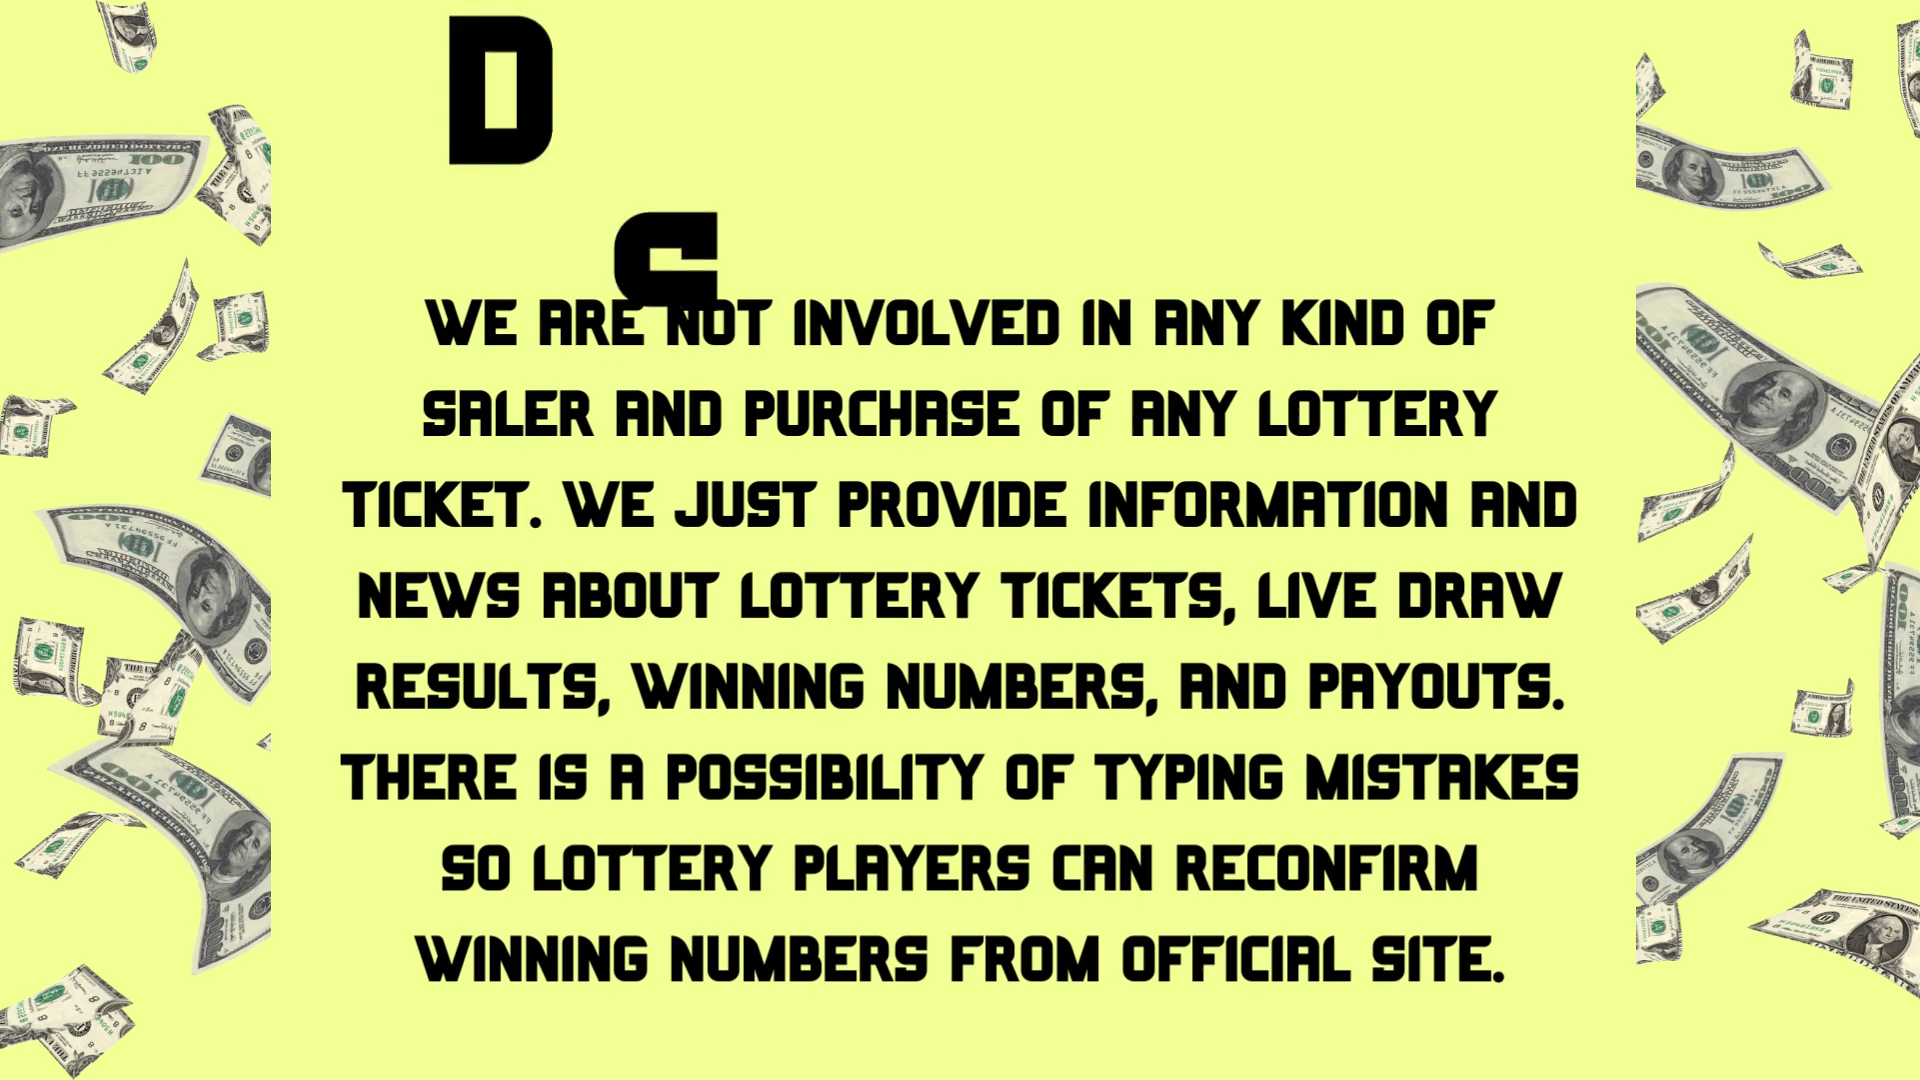 D
S
WE ARE NOT INVOLVED IN ANY KIND OF
SALER AND PURCHASE OF ANY LOTTERY
TICKET. WE JUST PROVIDE INFORMATION AND
NEWS ABOUT LOTTERY TICKETS, LIVE DRAW
RESULTS, WINNING NUMBERS, AND PAYOUTS.
THERE IS A POSSIBILITY OF TYPING MISTAKES
SO LOTTERY PLAYERS CAN RECONFIRM
WINNING NUMBERS FROM OFFICIAL SITE.